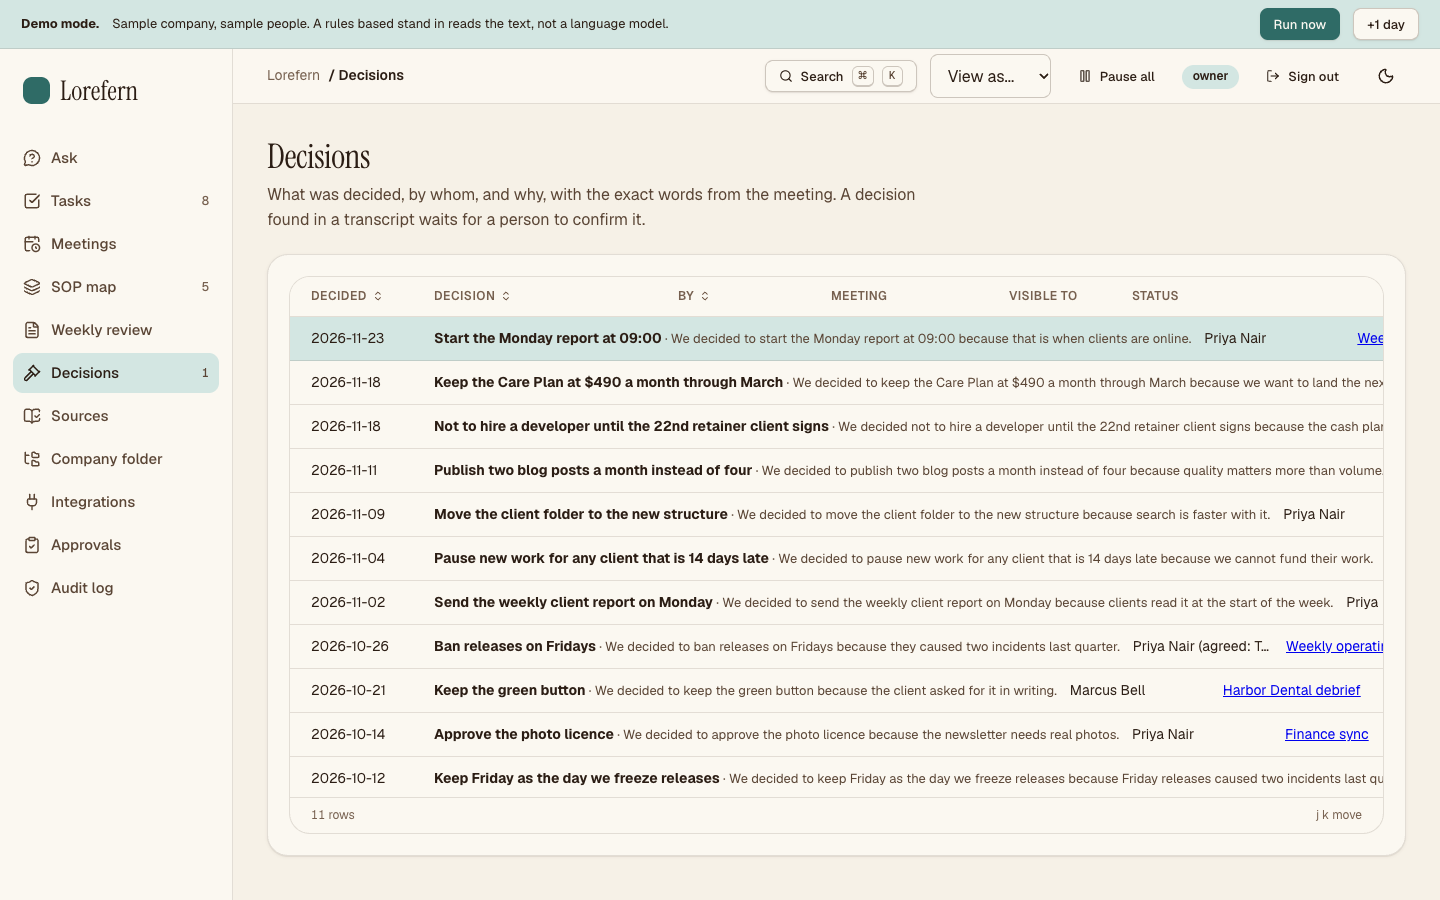 Demo mode. Sample company, sample people. A rules based stand in reads the text, not a language model. Run now +1 day
Lorefern
Lorefern / Decisions Search ⌘ K View as... Pause all owner Sign out
Ask
Tasks 8
Meetings
SOP map 5
Weekly review
Decisions 1
Sources
Company folder
Integrations
Approvals
Audit log
Decisions
What was decided, by whom, and why, with the exact words from the meeting. A decision
found in a transcript waits for a person to confirm it.
DECIDED DECISION BY MEETING VISIBLE TO STATUS
2026-11-23 Start the Monday report at 09:00 · We decided to start the Monday report at 09:00 because that is when clients are online. Priya Nair Wee
2026-11-18 Keep the Care Plan at $490 a month through March · We decided to keep the Care Plan at $490 a month through March because we want to land the nex
2026-11-18 Not to hire a developer until the 22nd retainer client signs · We decided not to hire a developer until the 22nd retainer client signs because the cash plan
2026-11-11 Publish two blog posts a month instead of four · We decided to publish two blog posts a month instead of four because quality matters more than volume.
2026-11-09 Move the client folder to the new structure · We decided to move the client folder to the new structure because search is faster with it. Priya Nair
2026-11-04 Pause new work for any client that is 14 days late · We decided to pause new work for any client that is 14 days late because we cannot fund their work.
2026-11-02 Send the weekly client report on Monday · We decided to send the weekly client report on Monday because clients read it at the start of the week. Priya
2026-10-26 Ban releases on Fridays · We decided to ban releases on Fridays because they caused two incidents last quarter. Priya Nair (agreed: T... Weekly operatin
2026-10-21 Keep the green button · We decided to keep the green button because the client asked for it in writing. Marcus Bell Harbor Dental debrief
2026-10-14 Approve the photo licence · We decided to approve the photo licence because the newsletter needs real photos. Priya Nair Finance sync
2026-10-12 Keep Friday as the day we freeze releases · We decided to keep Friday as the day we freeze releases because Friday releases caused two incidents last qu
11 rows j k move